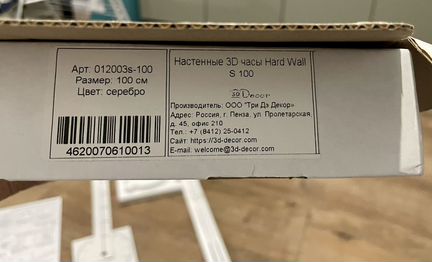 Арт: 012003s-100
Размер: 100 см
Цвет: серебро
4620070610013
Настенные 3D часы Hard Wall
S 100
3D Decor
Производитель: ООО "Три Дэ Декор"
Адрес: Россия, г. Пенза. ул. Пролетарская,
д. 45, офис 210
Тел.: +7 (8412) 25-0412
Сайт: https://3d-decor.com
E-mail: welcome@3d-decor.com